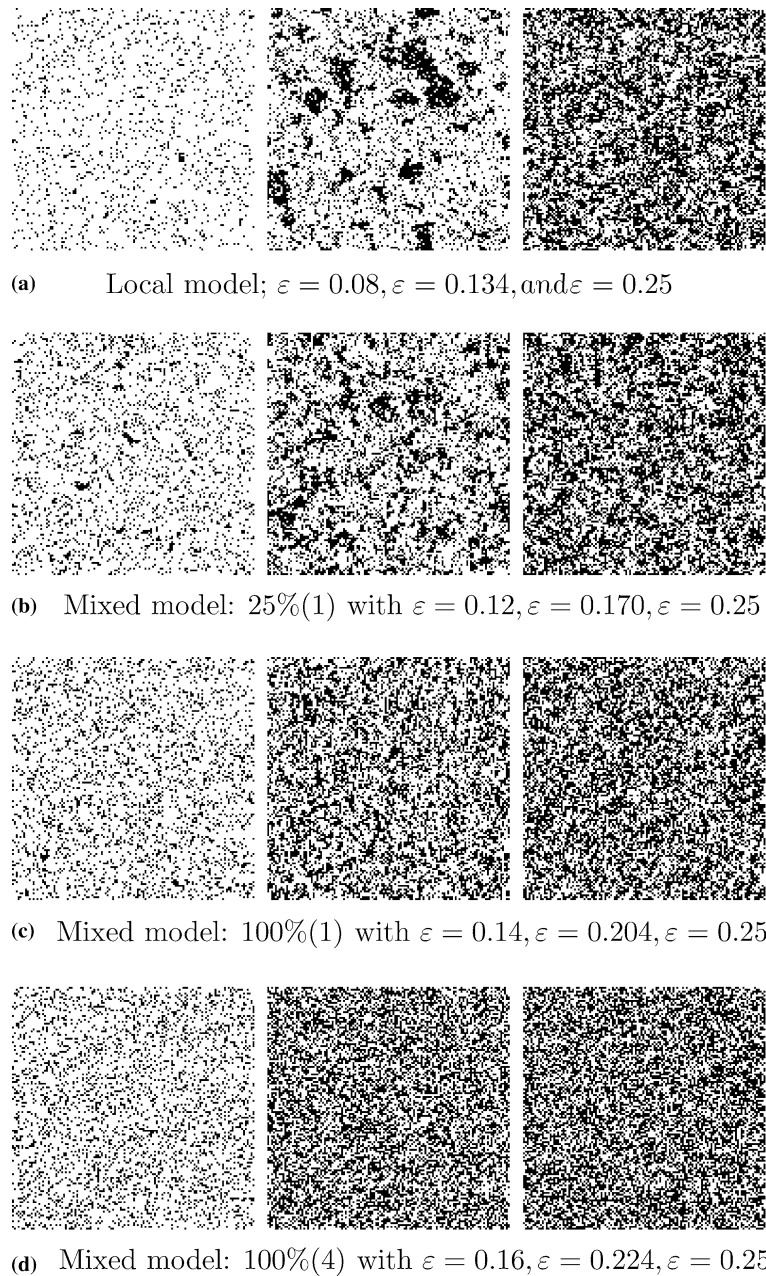 (a) Local model; ε = 0.08, ε = 0.134, andε = 0.25
(b) Mixed model: 25%(1) with ε = 0.12, ε = 0.170, ε = 0.25
(c) Mixed model: 100%(1) with ε = 0.14, ε = 0.204, ε = 0.25
(d) Mixed model: 100%(4) with ε = 0.16, ε = 0.224, ε = 0.25